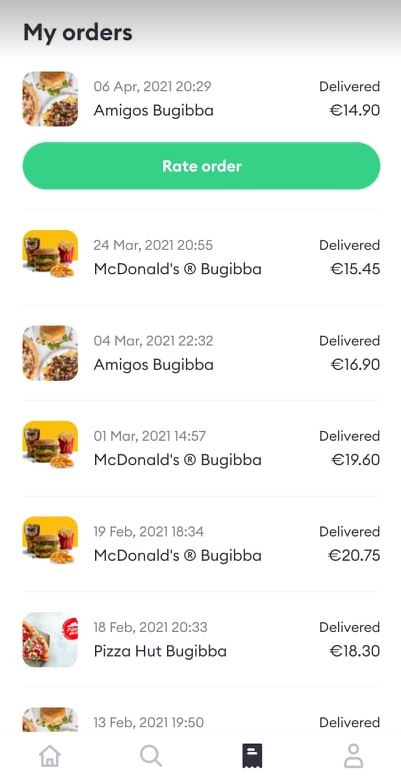 My orders
06 Apr, 2021 20:29 Delivered
Amigos Bugibba €14.90
Rate order
24 Mar, 2021 20:55 Delivered
McDonald's ® Bugibba €15.45
04 Mar, 2021 22:32 Delivered
Amigos Bugibba €16.90
01 Mar, 2021 14:57 Delivered
McDonald's ® Bugibba €19.60
19 Feb, 2021 18:34 Delivered
McDonald's ® Bugibba €20.75
18 Feb, 2021 20:33 Delivered
Pizza Hut Bugibba €18.30
13 Feb, 2021 19:50 Delivered